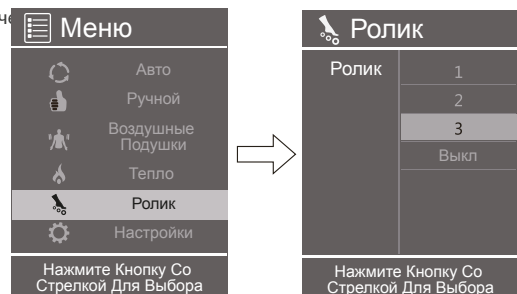 Меню
Авто
Ручной
Воздушные
Подушки
Тепло
Ролик
Настройки
Нажмите Кнопку Со
Стрелкой Для Выбора
Ролик
Ролик
1
2
3
Выкл
Нажмите Кнопку Со
Стрелкой Для Выбора